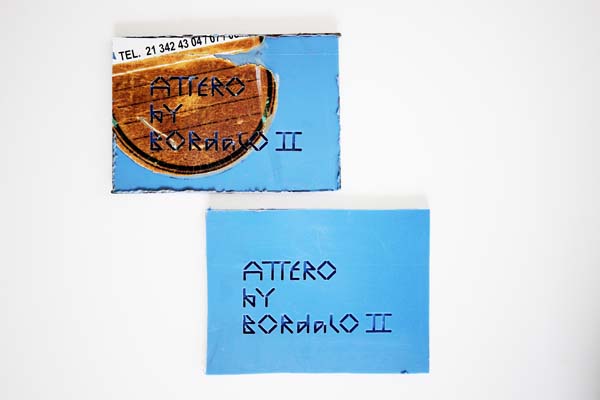 TEL. 21 342 43 04 /
ATTERO
bY
BORdalO II
ATTERO
bY
BORdalO II